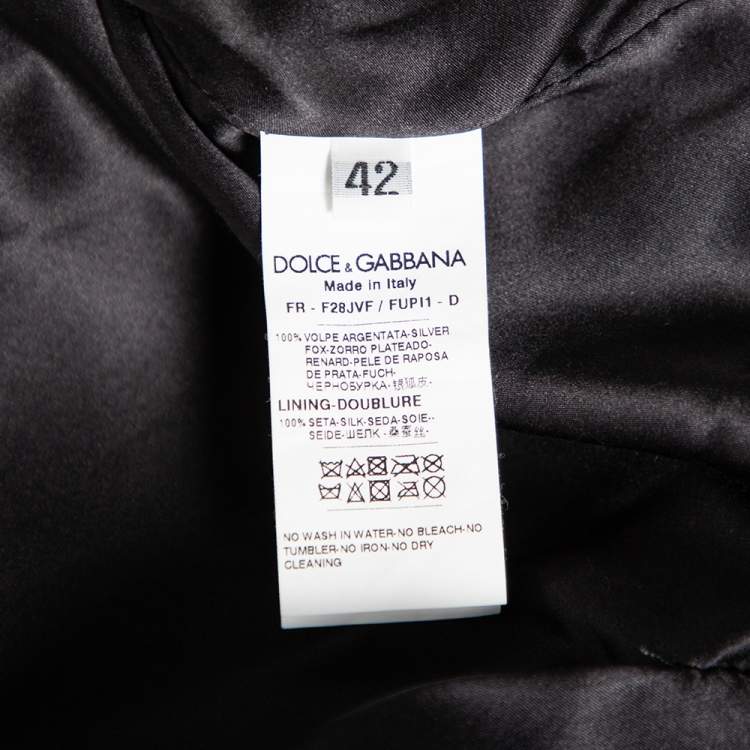 42
DOLCE & GABBANA
Made in Italy
FR - F28JVF / FUPI1 - D
100% VOLPE ARGENTATA-SILVER
FOX-ZORRO PLATEADO-
RENARD-PELE DE RAPOSA
DE PRATA-FUCH-
ЧЕРНОБУРКА-银狐皮-
LINING-DOUBLURE
100% SETA-SILK-SEDA-SOIE--
SEIDE-ШЕЛК -桑蚕丝-
NO WASH IN WATER-NO BLEACH-NO
TUMBLER-NO IRON-NO DRY
CLEANING